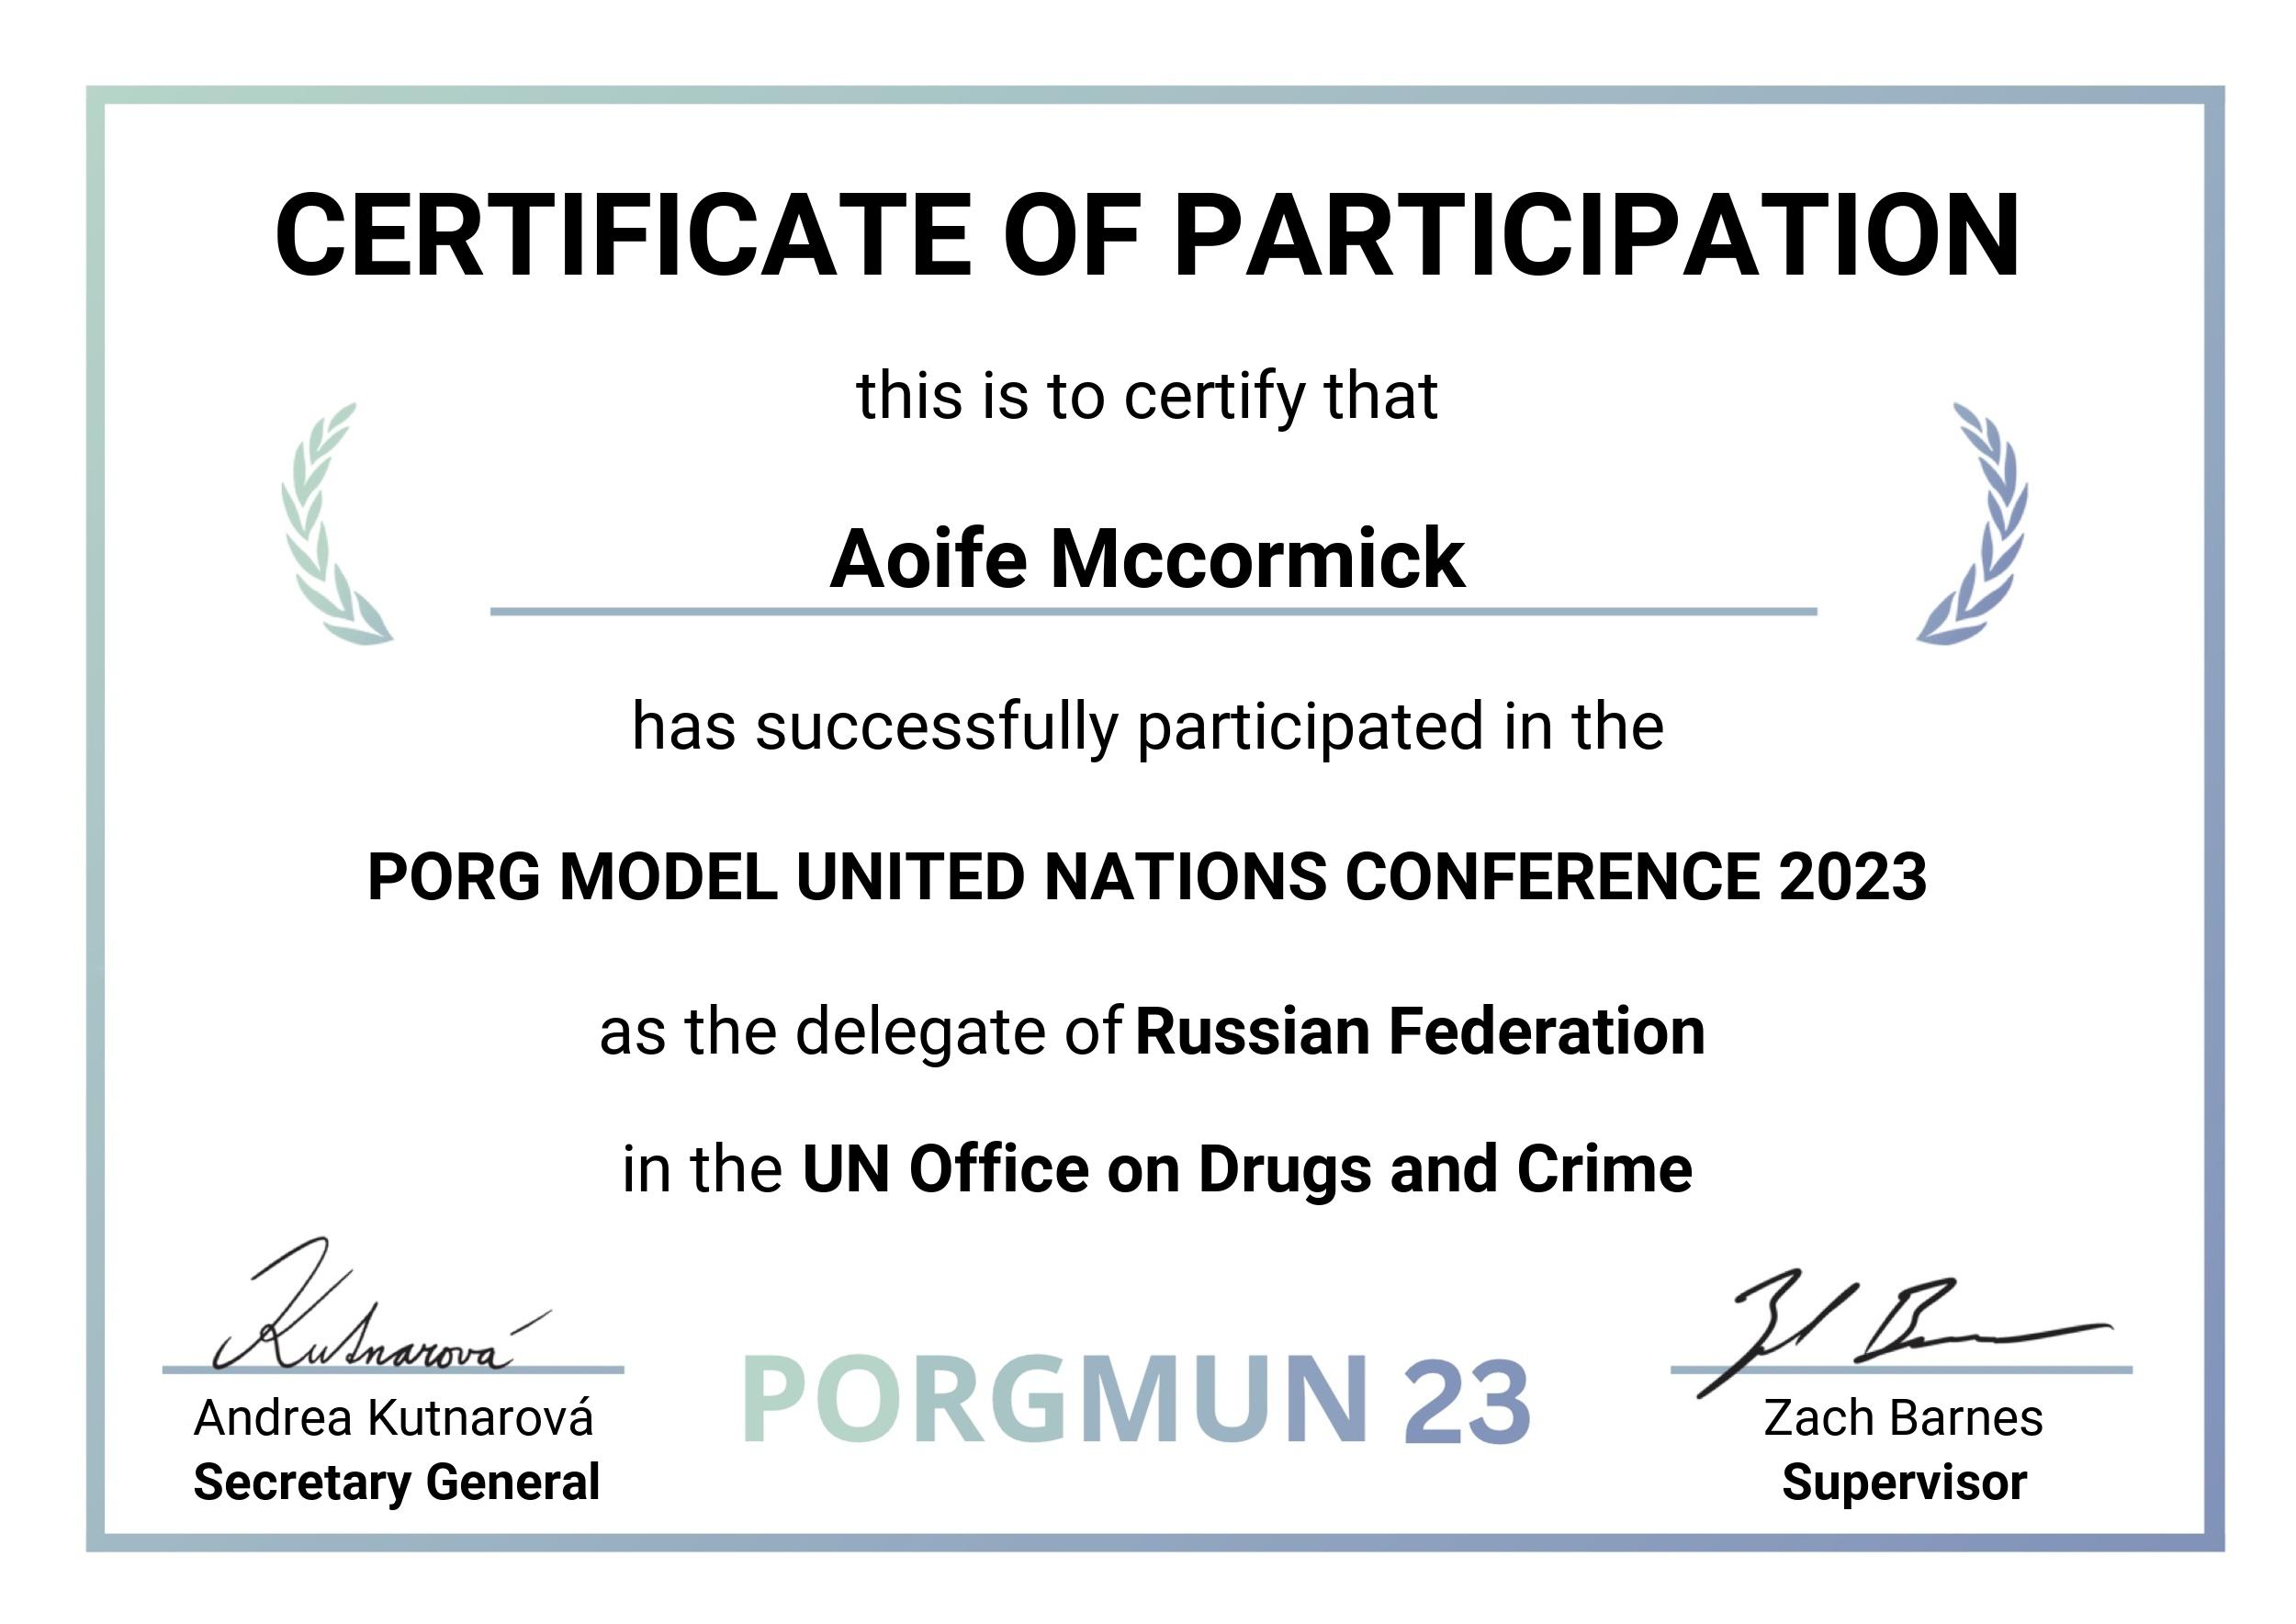 CERTIFICATE OF PARTICIPATION
this is to certify that
Aoife Mccormick
has successfully participated in the
PORG MODEL UNITED NATIONS CONFERENCE 2023
as the delegate of Russian Federation
in the UN Office on Drugs and Crime
Kutnarová
Andrea Kutnarová
Secretary General
PORGMUN 23
Zach Barnes
Supervisor